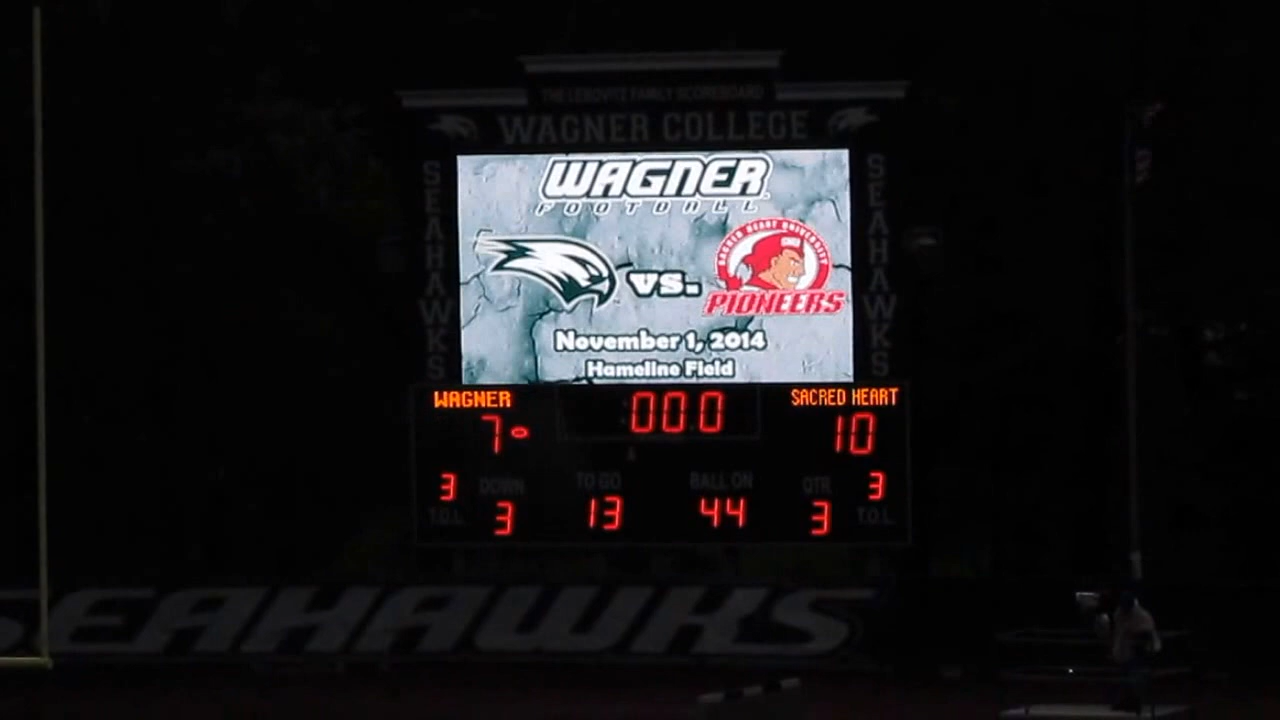 THE LEBOVITZ FAMILY SCOREBOARD
WAGNER COLLEGE
SEAHAWKS
SEAHAWKS
WAGNER
FOOTBALL
SACRED HEART UNIVERSITY
VS.
PIONEERS
November 1, 2014
Hameline Field
WAGNER 00.0 SACRED HEART
7 10
3 DOWN TO GO BALL ON QTR 3
T.O.L. 3 13 44 3 T.O.L.
SEAHAWKS